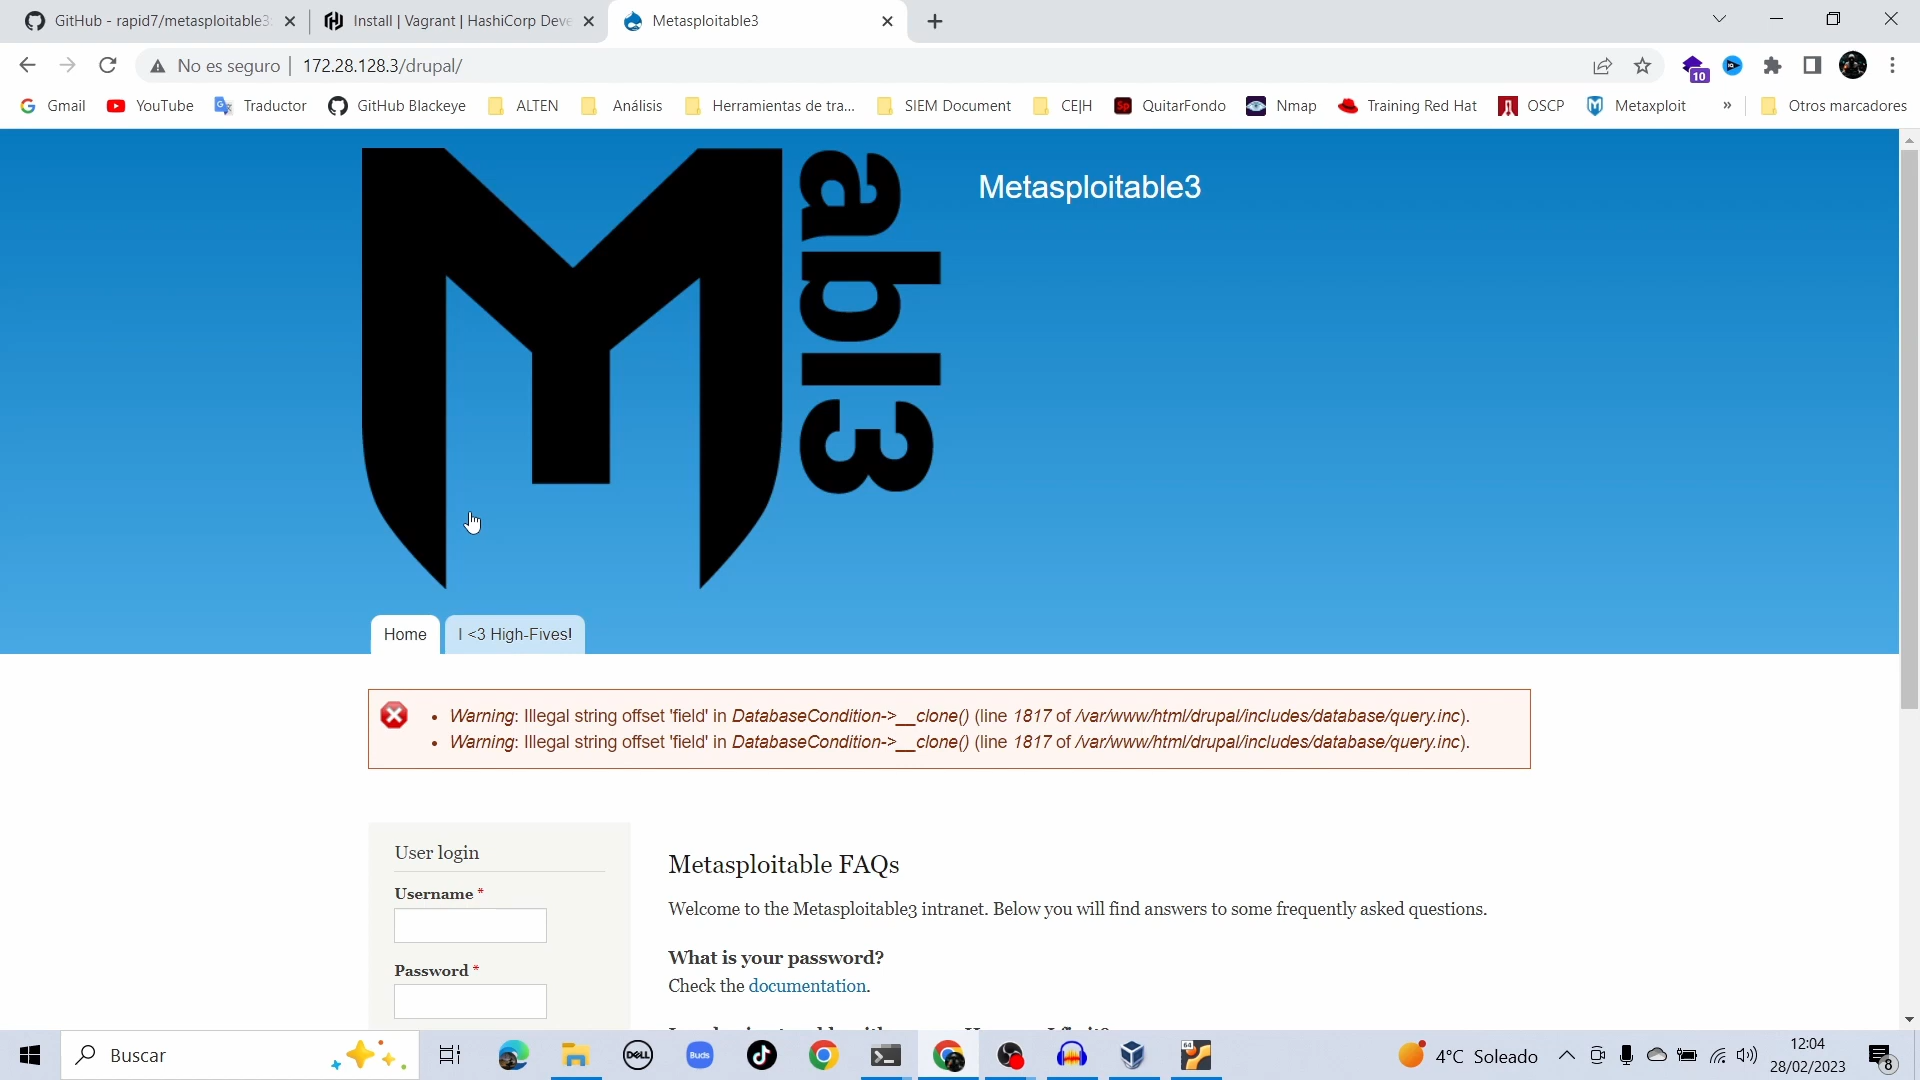 GitHub - rapid7/metasploitable3:
Install | Vagrant | HashiCorp Deve
Metasploitable3
No es seguro
172.28.128.3/drupal/
10
Gmail
YouTube
Traductor
GitHub Blackeye
ALTEN
Análisis
Herramientas de tra...
SIEM Document
CE|H
QuitarFondo
Nmap
Training Red Hat
OSCP
Metaxploit
»
Otros marcadores
abl3
Metasploitable3
Home
I <3 High-Fives!
• Warning: Illegal string offset 'field' in DatabaseCondition->__clone() (line 1817 of /var/www/html/drupal/includes/database/query.inc).
• Warning: Illegal string offset 'field' in DatabaseCondition->__clone() (line 1817 of /var/www/html/drupal/includes/database/query.inc).
User login
Username *
Password *
Metasploitable FAQs
Welcome to the Metasploitable3 intranet. Below you will find answers to some frequently asked questions.
What is your password?
Check the documentation.
Buscar
DELL
Buds
64
4°C Soleado
12:04
28/02/2023
8